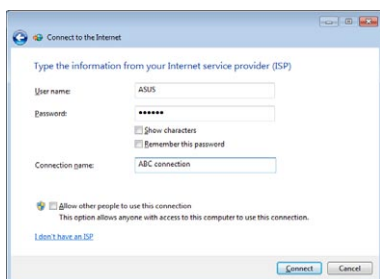 Connect to the Internet
Type the information from your Internet service provider (ISP)
User name: ASUS
Password: ••••••
Show characters
Remember this password
Connection name: ABC connection
Allow other people to use this connection
This option allows anyone with access to this computer to use this connection.
I don't have an ISP
Connect Cancel